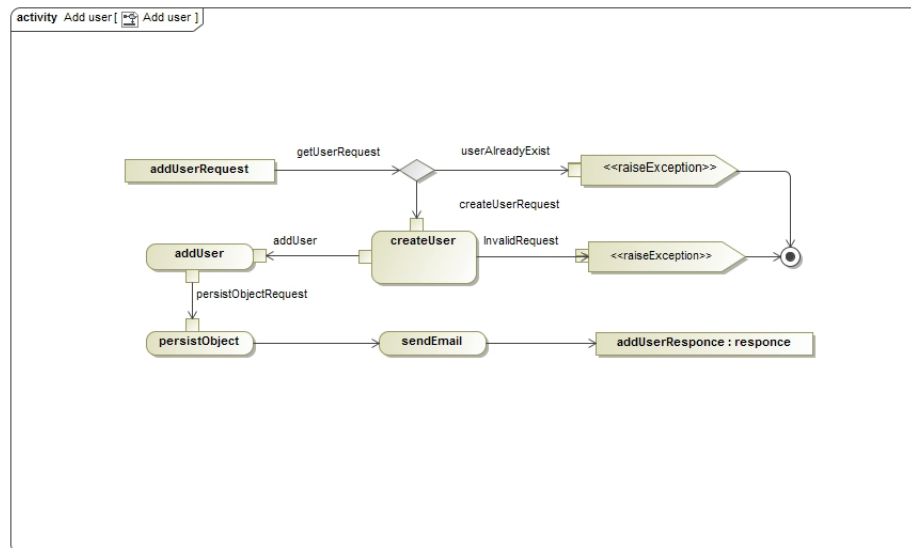 activity Add user [ Add user ]
getUserRequest
userAlreadyExist
addUserRequest
<<raiseException>>
createUserRequest
addUser
createUser
InvalidRequest
addUser
<<raiseException>>
persistObjectRequest
persistObject
sendEmail
addUserResponce : responce